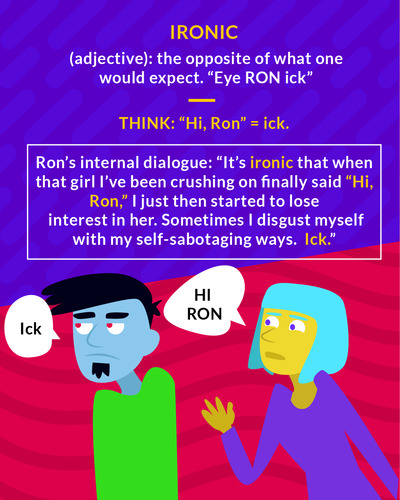 IRONIC
(adjective): the opposite of what one
would expect. “Eye RON ick”
THINK: “Hi, Ron” = ick.
Ron’s internal dialogue: “It’s ironic that when
that girl I’ve been crushing on finally said “Hi,
Ron,” I just then started to lose
interest in her. Sometimes I disgust myself
with my self-sabotaging ways. Ick.”
Ick
HI
RON